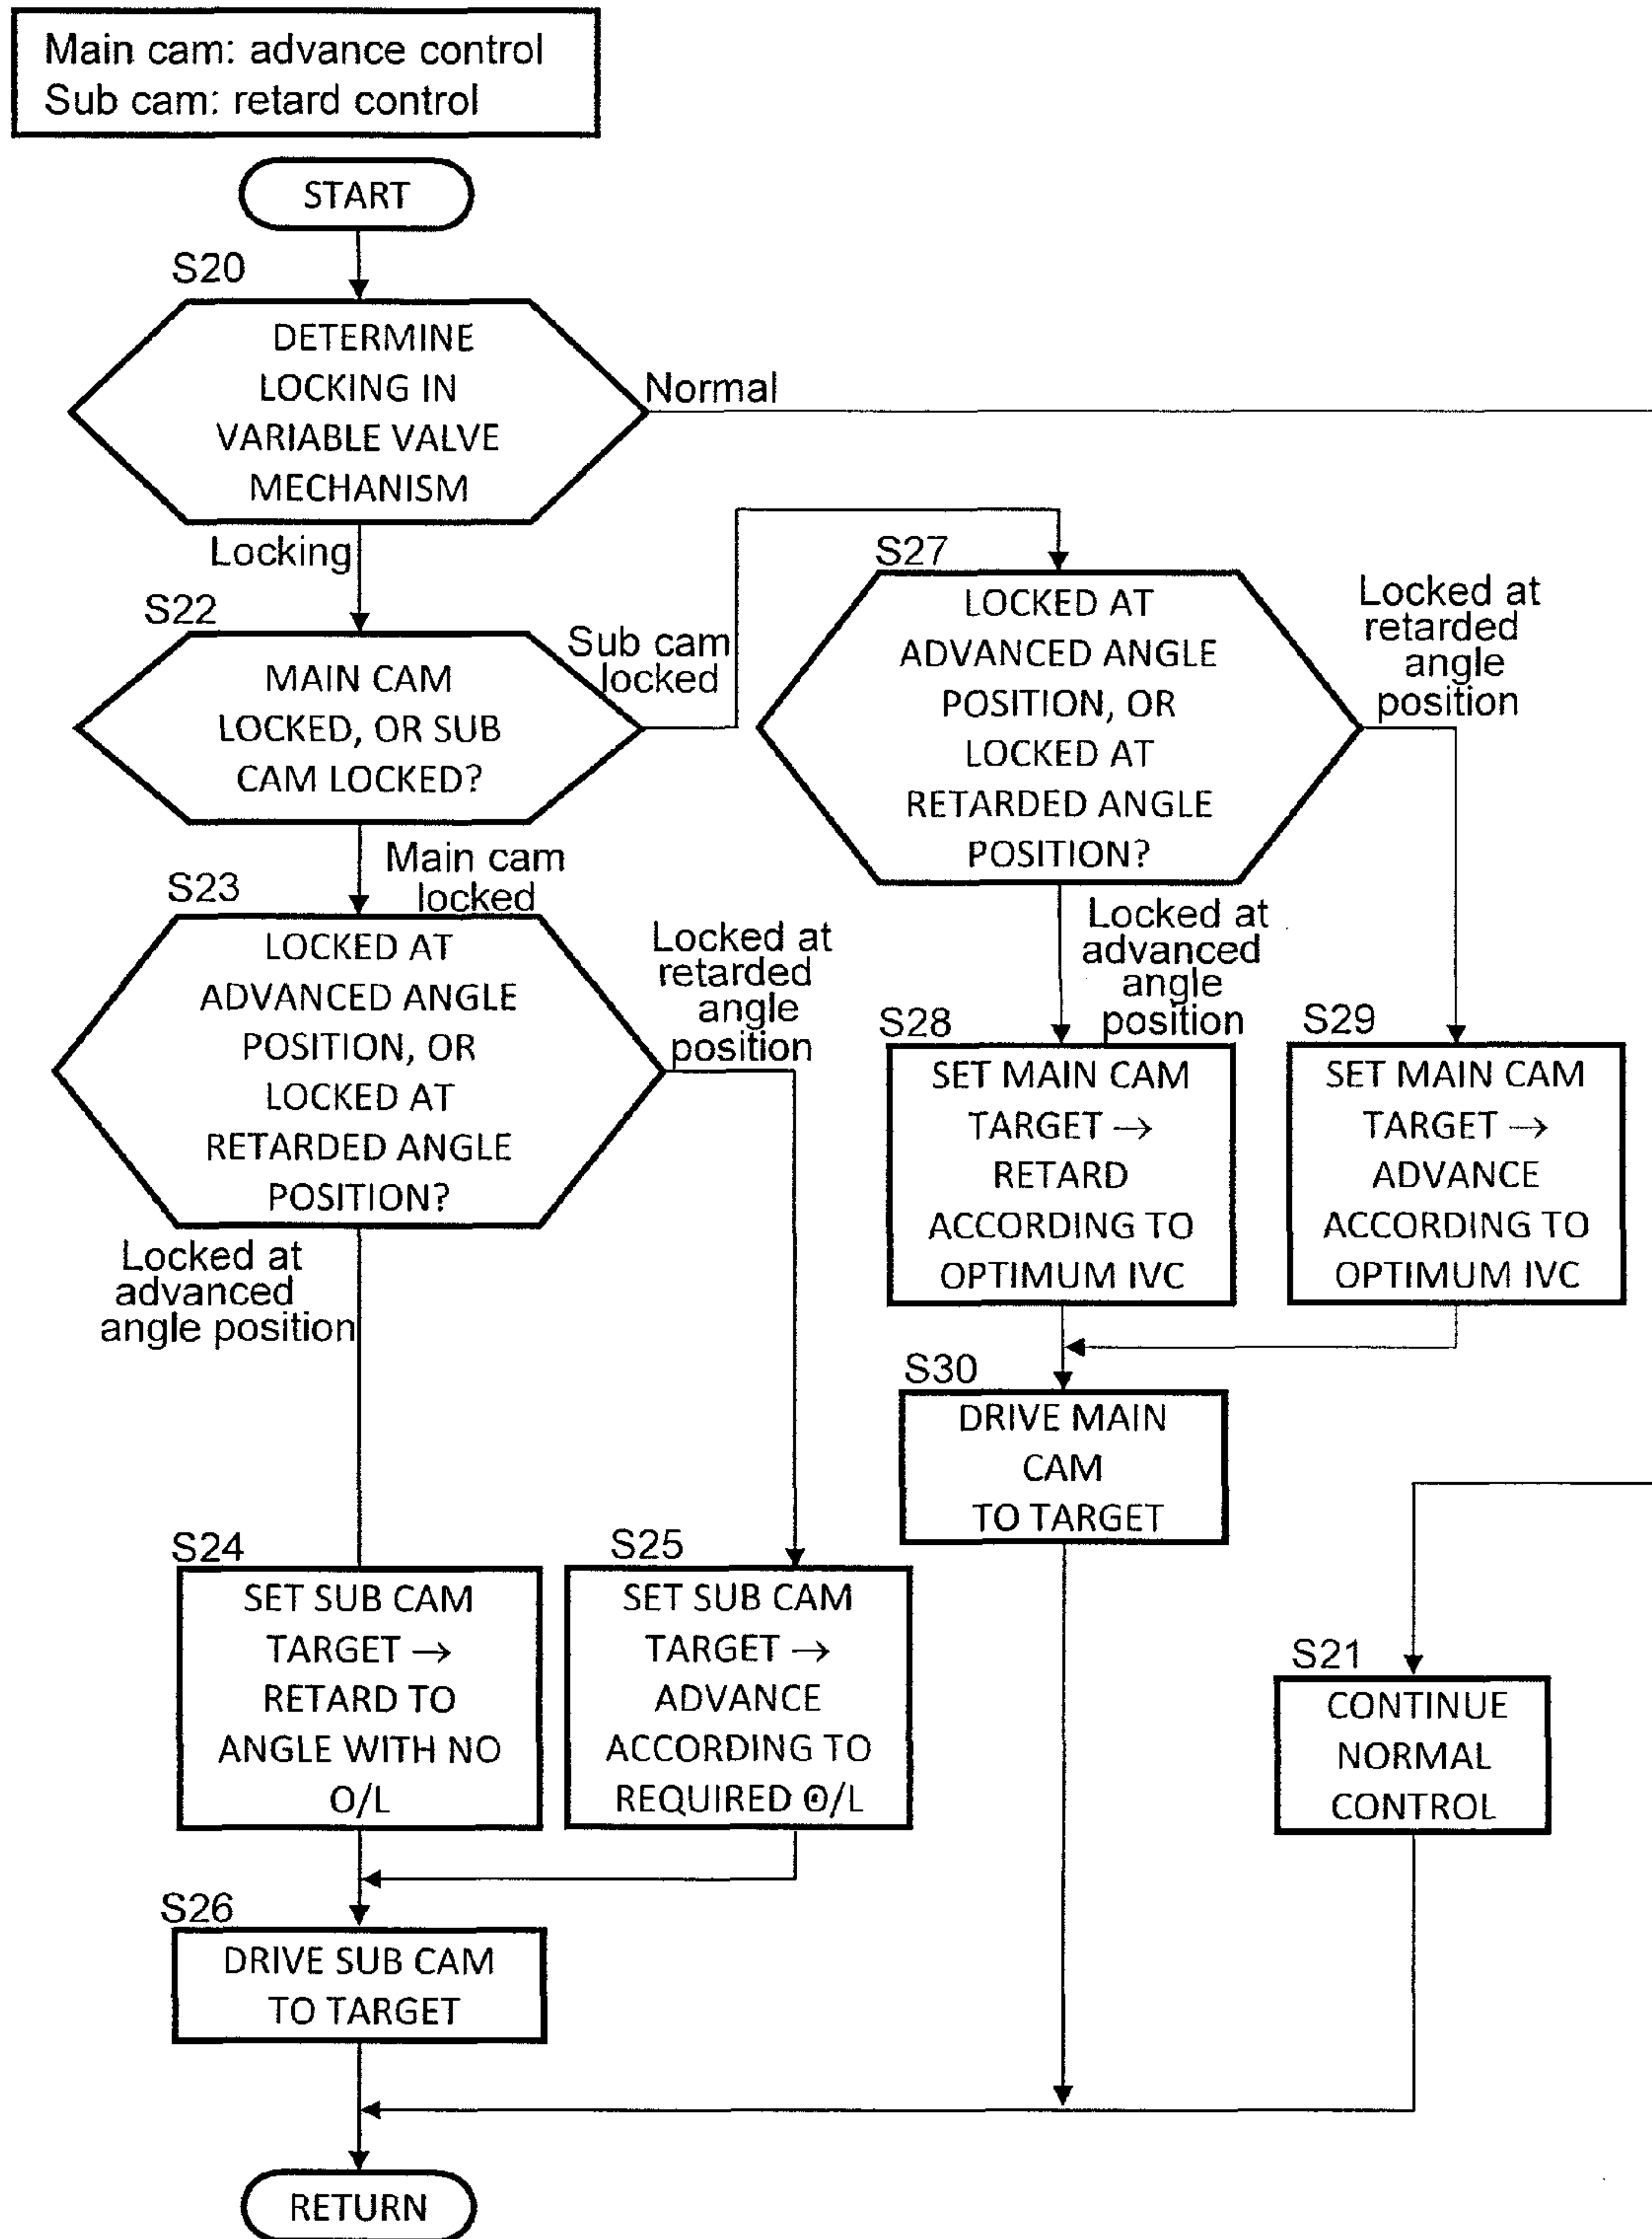 Main cam: advance control
Sub cam: retard control
START
S20
DETERMINE
LOCKING IN
VARIABLE VALVE
MECHANISM
Normal
Locking
S22
MAIN CAM
LOCKED, OR SUB
CAM LOCKED?
Sub cam
locked
Main cam
locked
S27
LOCKED AT
ADVANCED ANGLE
POSITION, OR
LOCKED AT
RETARDED ANGLE
POSITION?
Locked at
retarded
angle
position
Locked at
advanced
angle
position
S23
LOCKED AT
ADVANCED ANGLE
POSITION, OR
LOCKED AT
RETARDED ANGLE
POSITION?
Locked at
retarded
angle
position
Locked at
advanced
angle position
S28
SET MAIN CAM
TARGET →
RETARD
ACCORDING TO
OPTIMUM IVC
S29
SET MAIN CAM
TARGET →
ADVANCE
ACCORDING TO
OPTIMUM IVC
S30
DRIVE MAIN
CAM
TO TARGET
S24
SET SUB CAM
TARGET →
RETARD TO
ANGLE WITH NO
O/L
S25
SET SUB CAM
TARGET →
ADVANCE
ACCORDING TO
REQUIRED O/L
S21
CONTINUE
NORMAL
CONTROL
S26
DRIVE SUB CAM
TO TARGET
RETURN